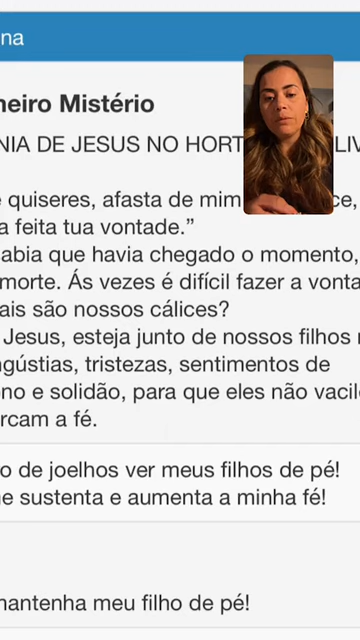 na
neiro Mistério
NIA DE JESUS NO HORT LIV
quiseres, afasta de mim ce,
a feita tua vontade.”
abia que havia chegado o momento,
morte. Ás vezes é difícil fazer a vonta
ais são nossos cálices?
Jesus, esteja junto de nossos filhos
ngústias, tristezas, sentimentos de
no e solidão, para que eles não vacil
rcam a fé.
o de joelhos ver meus filhos de pé!
e sustenta e aumenta a minha fé!
mantenha meu filho de pé!